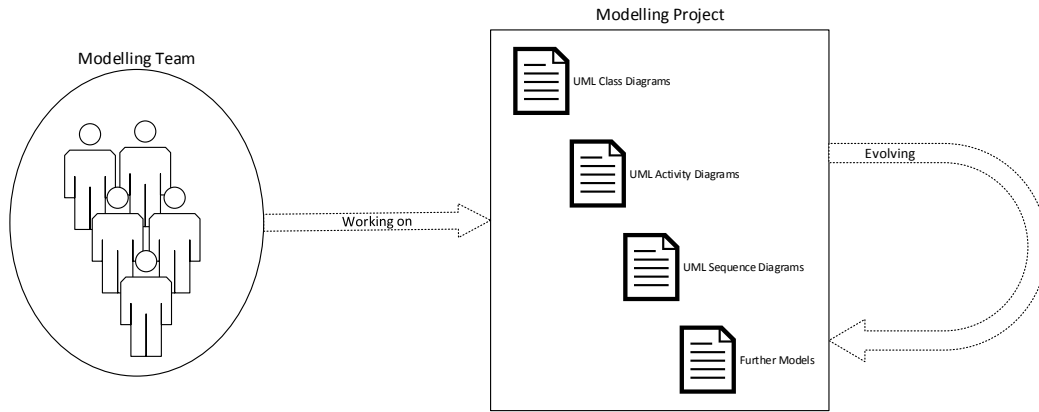 Modelling Project
Modelling Team
UML Class Diagrams
Evolving
UML Activity Diagrams
Working on
UML Sequence Diagrams
Further Models